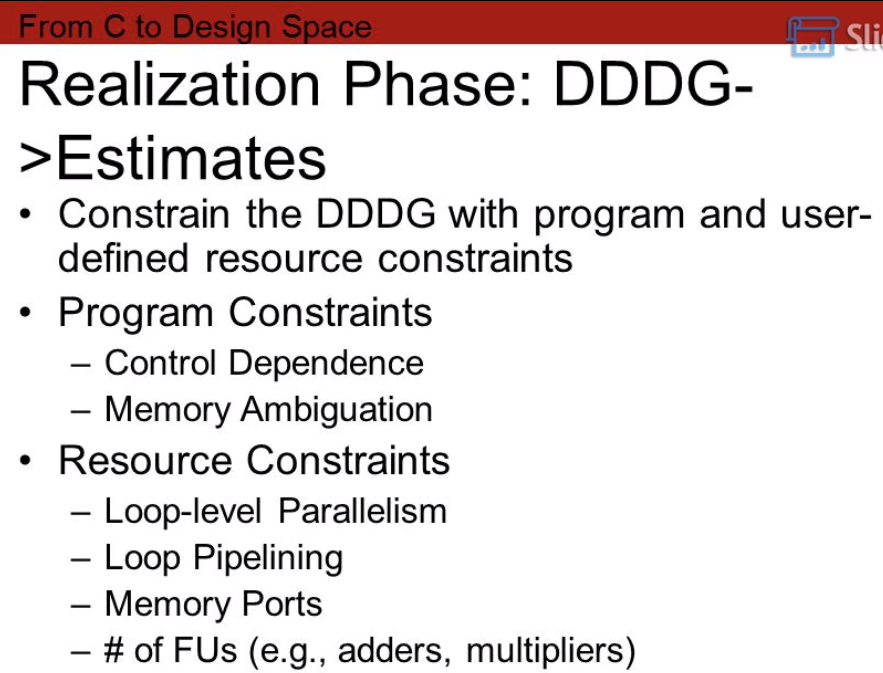 From C to Design Space
Realization Phase: DDDG-
>Estimates
• Constrain the DDDG with program and user-
defined resource constraints
• Program Constraints
– Control Dependence
– Memory Ambiguation
• Resource Constraints
– Loop-level Parallelism
– Loop Pipelining
– Memory Ports
– # of FUs (e.g., adders, multipliers)